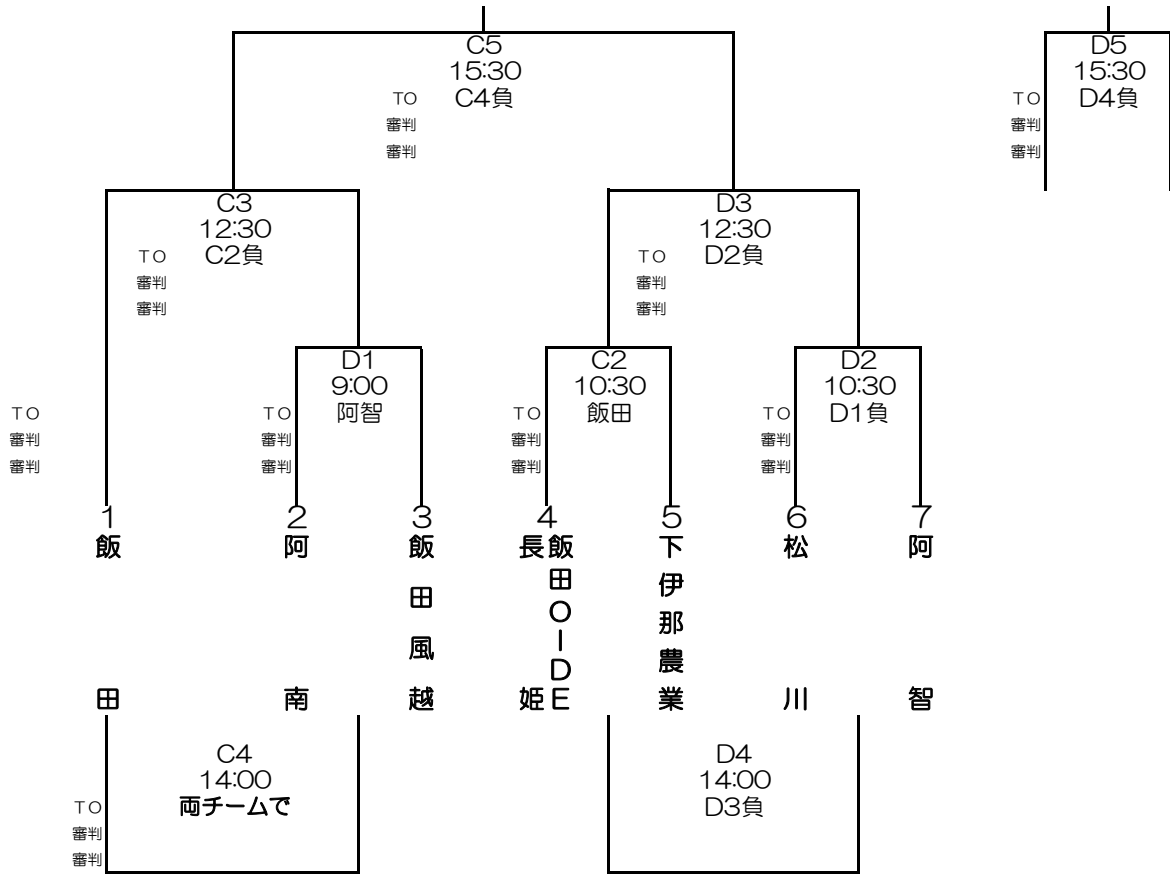 C5
15:30
TO C4負
審判
審判
D5
15:30
TO D4負
審判
審判
C3
12:30
TO C2負
審判
審判
D3
12:30
TO D2負
審判
審判
TO
審判
審判
D1
9:00
TO 阿智
審判
審判
C2
10:30
TO 飯田
審判
審判
D2
10:30
TO D1負
審判
審判
1
飯田
2
阿南
3
飯田風越
4
飯田OIDE
長姫
5
下伊那農業
6
松川
7
阿智
C4
14:00
TO 両チームで
審判
審判
D4
14:00
D3負